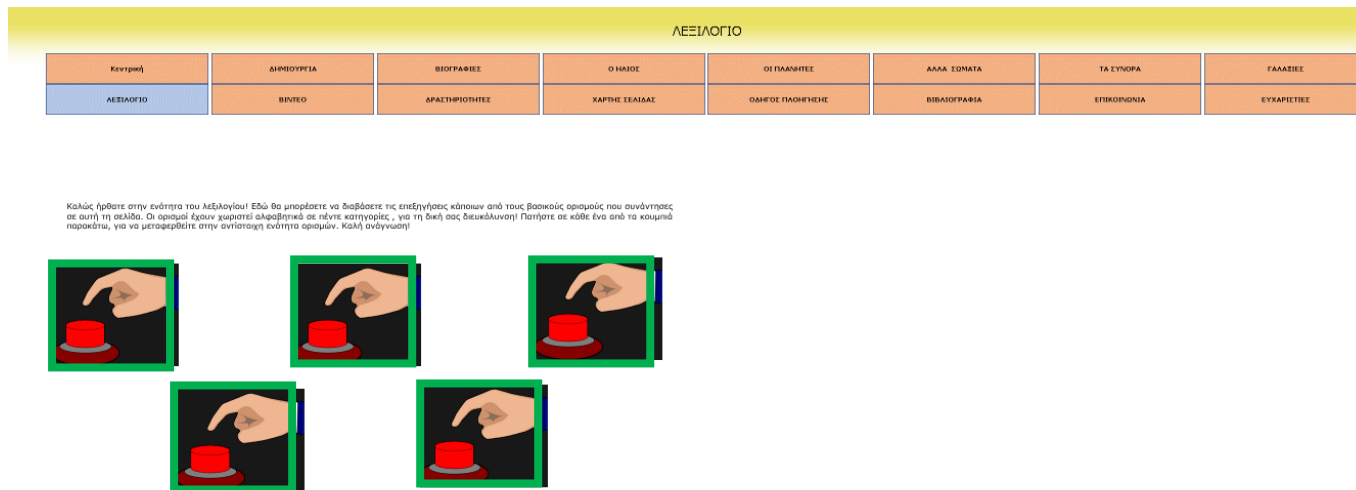 ΛΕΞΙΛΟΓΙΟ
Κεντρική ΔΗΜΙΟΥΡΓΙΑ ΒΙΟΓΡΑΦΙΕΣ Ο ΗΛΙΟΣ ΟΙ ΠΛΑΝΗΤΕΣ ΑΛΛΑ ΣΩΜΑΤΑ ΤΑ ΣΥΝΟΡΑ ΓΑΛΑΞΙΕΣ
ΛΕΞΙΛΟΓΙΟ ΒΙΝΤΕΟ ΔΡΑΣΤΗΡΙΟΤΗΤΕΣ ΧΑΡΤΗΣ ΣΕΛΙΔΑΣ ΟΔΗΓΟΣ ΠΛΟΗΓΗΣΗΣ ΒΙΒΛΙΟΓΡΑΦΙΑ ΕΠΙΚΟΙΝΩΝΙΑ ΕΥΧΑΡΙΣΤΙΕΣ
Καλώς ήρθατε στην ενότητα του λεξιλογίου! Εδώ θα μπορέσετε να διαβάσετε τις επεξηγήσεις κάποιων από τους βασικούς ορισμούς που συνάντησες
σε αυτή τη σελίδα. Οι ορισμοί έχουν χωριστεί αλφαβητικά σε πέντε κατηγορίες , για τη δική σας διευκόλυνση! Πατήστε σε κάθε ένα από τα κουμπιά
παρακάτω, για να μεταφερθείτε στην αντίστοιχη ενότητα ορισμών. Καλή ανάγνωση!